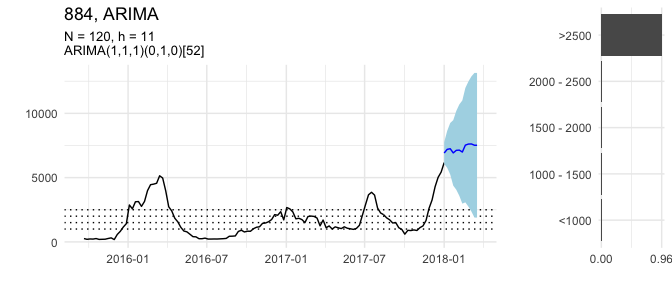 884, ARIMA
N = 120, h = 11
ARIMA(1,1,1)(0,1,0)[52]
10000
5000
0
2016-01 2016-07 2017-01 2017-07 2018-01
>2500
2000 - 2500
1500 - 2000
1000 - 1500
<1000
0.00 0.96